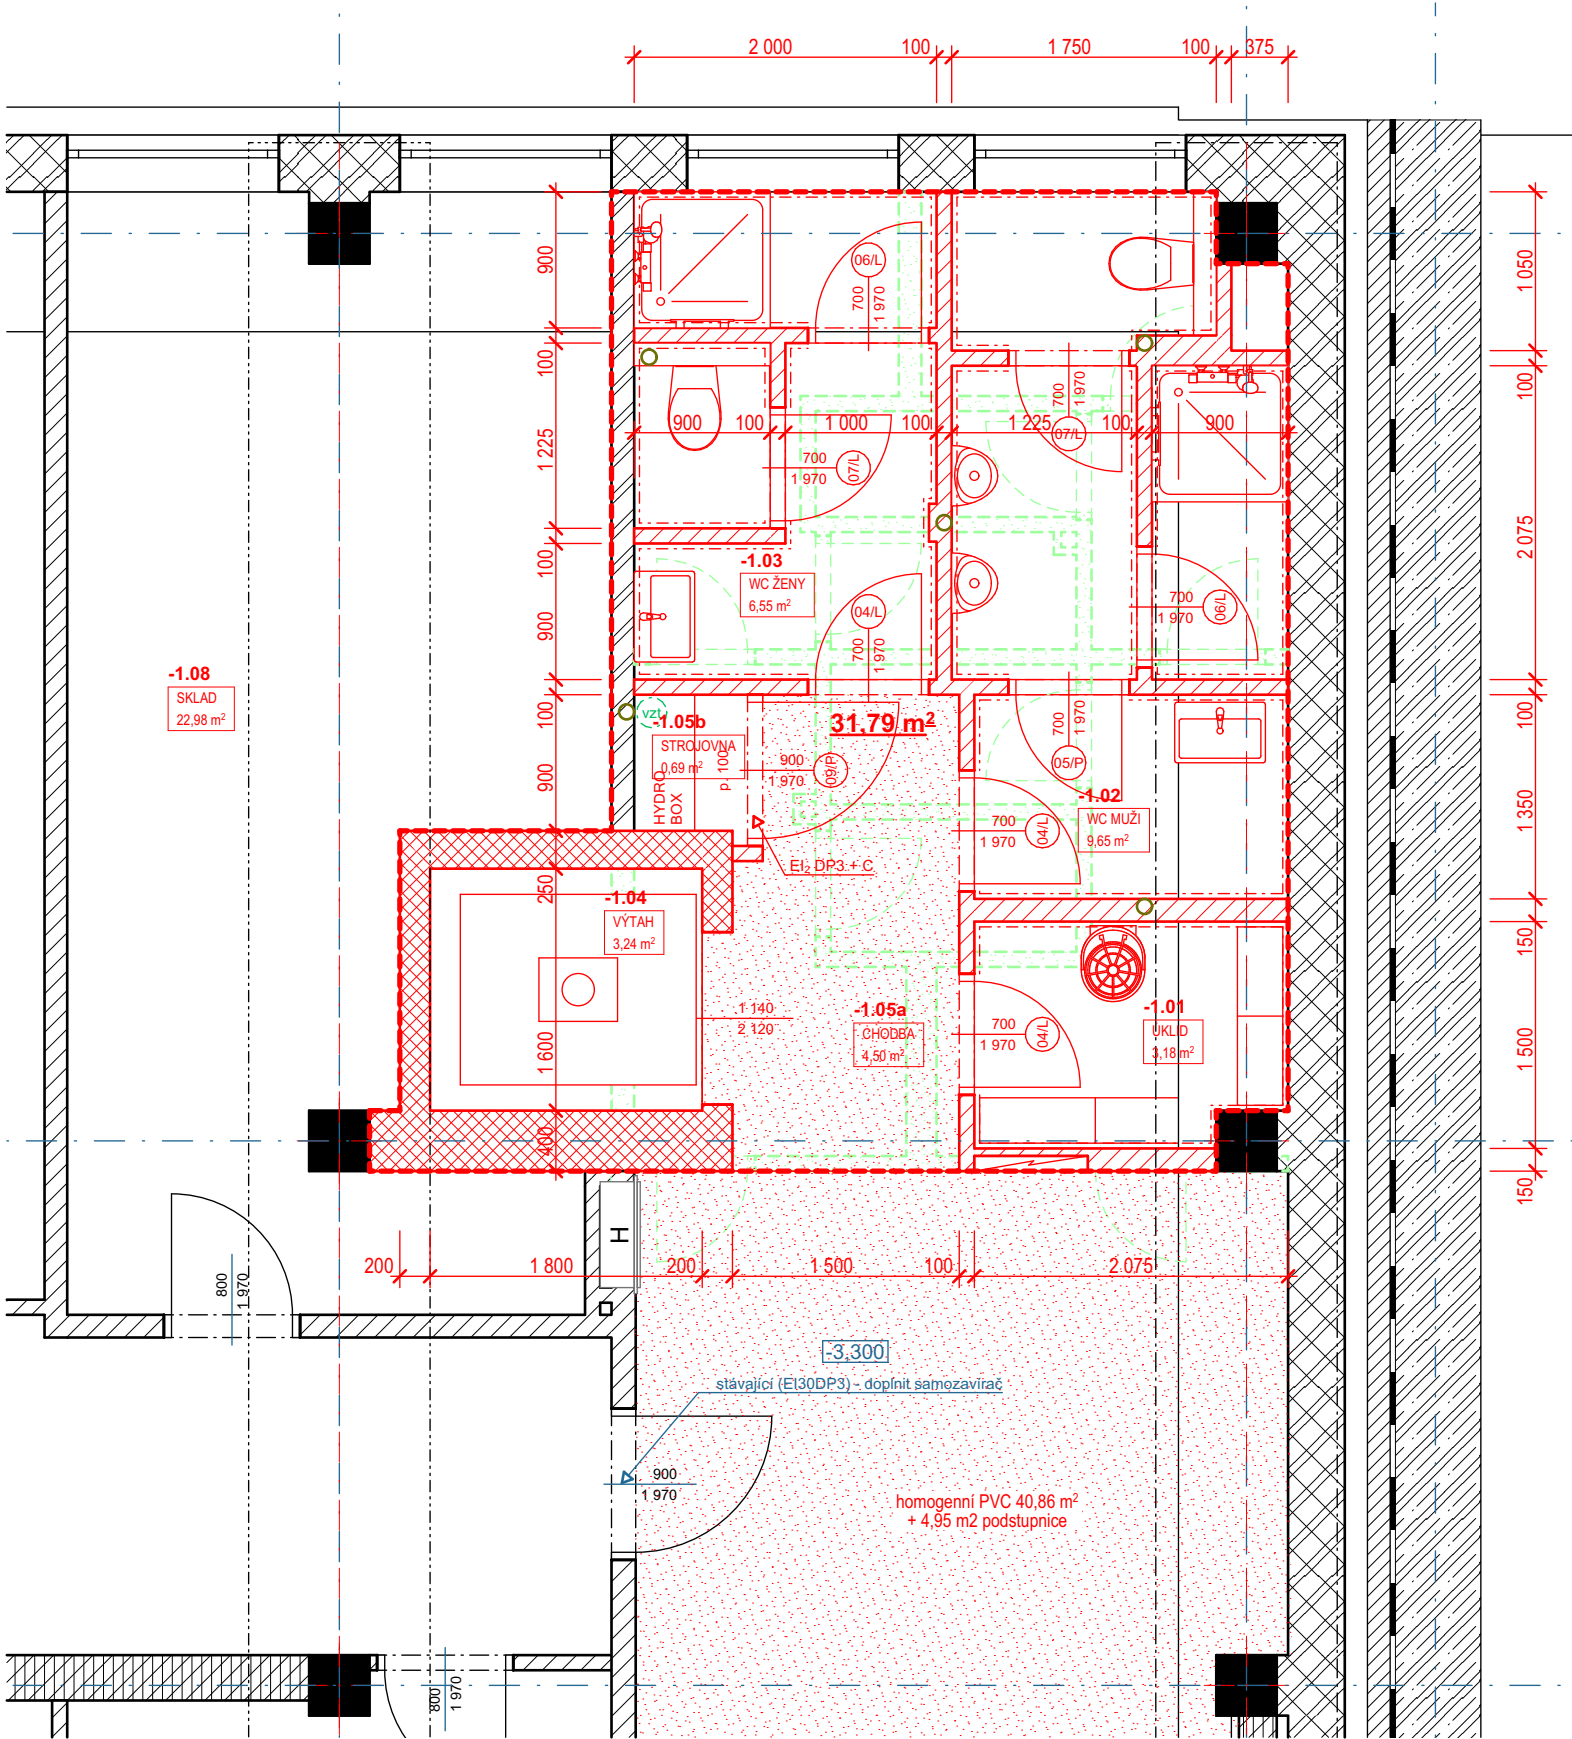 2 000
100
1 750
100
375
900
100
1 225
100
900
100
900
250
1 600
400
1 050
100
2 075
100
1 350
150
1 500
150
06/L
700
1 970
900
100
1 000
100
1 225
100
900
07/L
700
1 970
07/L
700
1 970
-1.03
WC ŽENY
6,55 m²
04/L
700
1 970
06/L
700
1 970
-1.08
SKLAD
22,98 m²
vzt
-1.05b
STROJOVNA
0,69 m²
HYDRO
BOX
p. 100
31,79 m²
900
1 970
09/P
EI₂ DP3 + C
05/P
700
1 970
-1.02
WC MUŽI
9,65 m²
700
1 970
04/L
-1.04
VÝTAH
3,24 m²
1 140
2 120
-1.05a
CHODBA
4,50 m²
700
1 970
04/L
-1.01
ÚKLID
3,18 m²
H
200
1 800
200
1 500
100
2 075
800
1 970
-3,300
stávající (EI30DP3) - doplnit samozavírač
900
1 970
homogenní PVC 40,86 m²
+ 4,95 m2 podstupnice
800
1 970